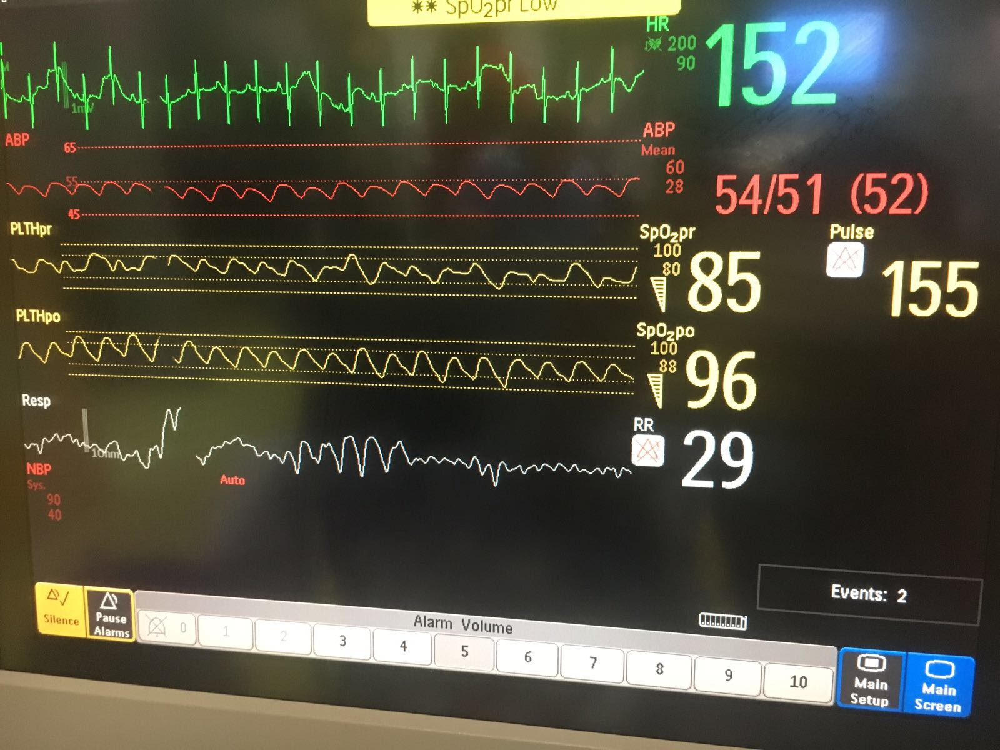 ** SpO₂pr Low
HR
200
90
152
1mV
ABP
65
55
45
ABP
Mean
60
28
54/51 (52)
PLTHpr
SpO₂pr
100
80
85
Pulse
155
PLTHpo
SpO₂po
100
88
96
Resp
1Ohm
RR
29
NBP
Sys.
90
40
Auto
Events: 2
Silence
Pause
Alarms
Alarm Volume
0 1 2 3 4 5 6 7 8 9 10
Main
Setup
Main
Screen